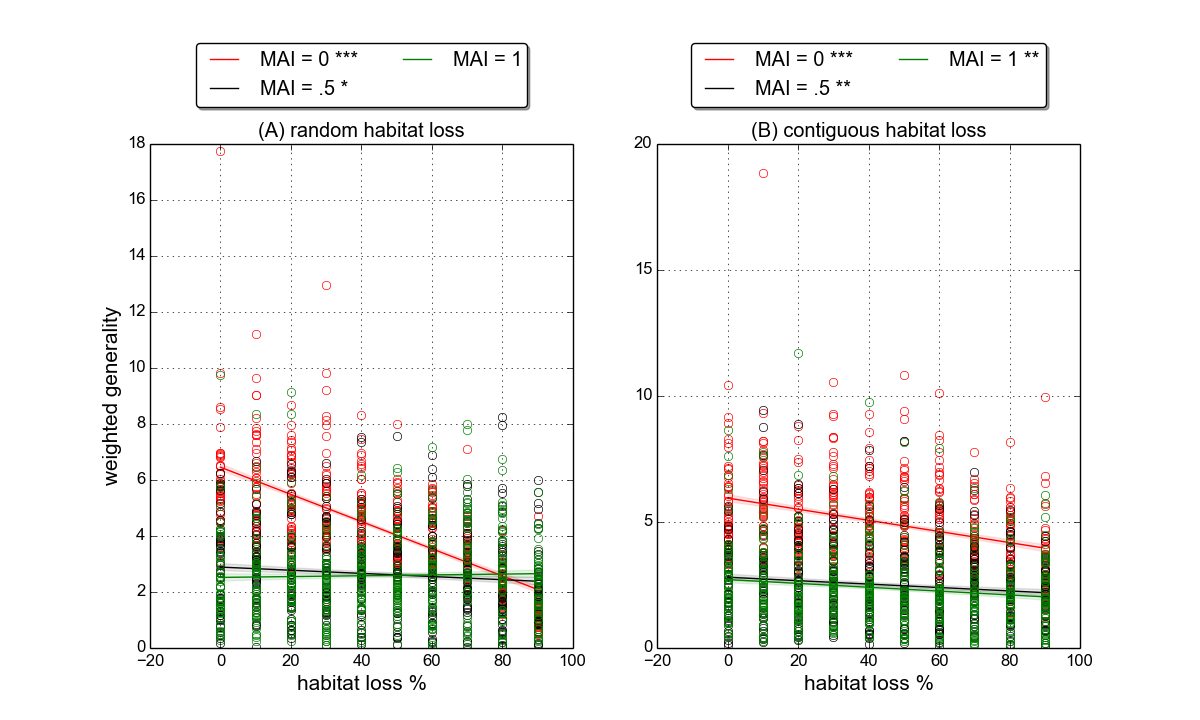 MAI = 0 *** MAI = 1
MAI = .5 *
(A) random habitat loss
18
16
14
12
10
8
6
4
2
0
weighted generality
−20 0 20 40 60 80 100
habitat loss %
MAI = 0 *** MAI = 1 **
MAI = .5 **
(B) contiguous habitat loss
20
15
10
5
0
−20 0 20 40 60 80 100
habitat loss %